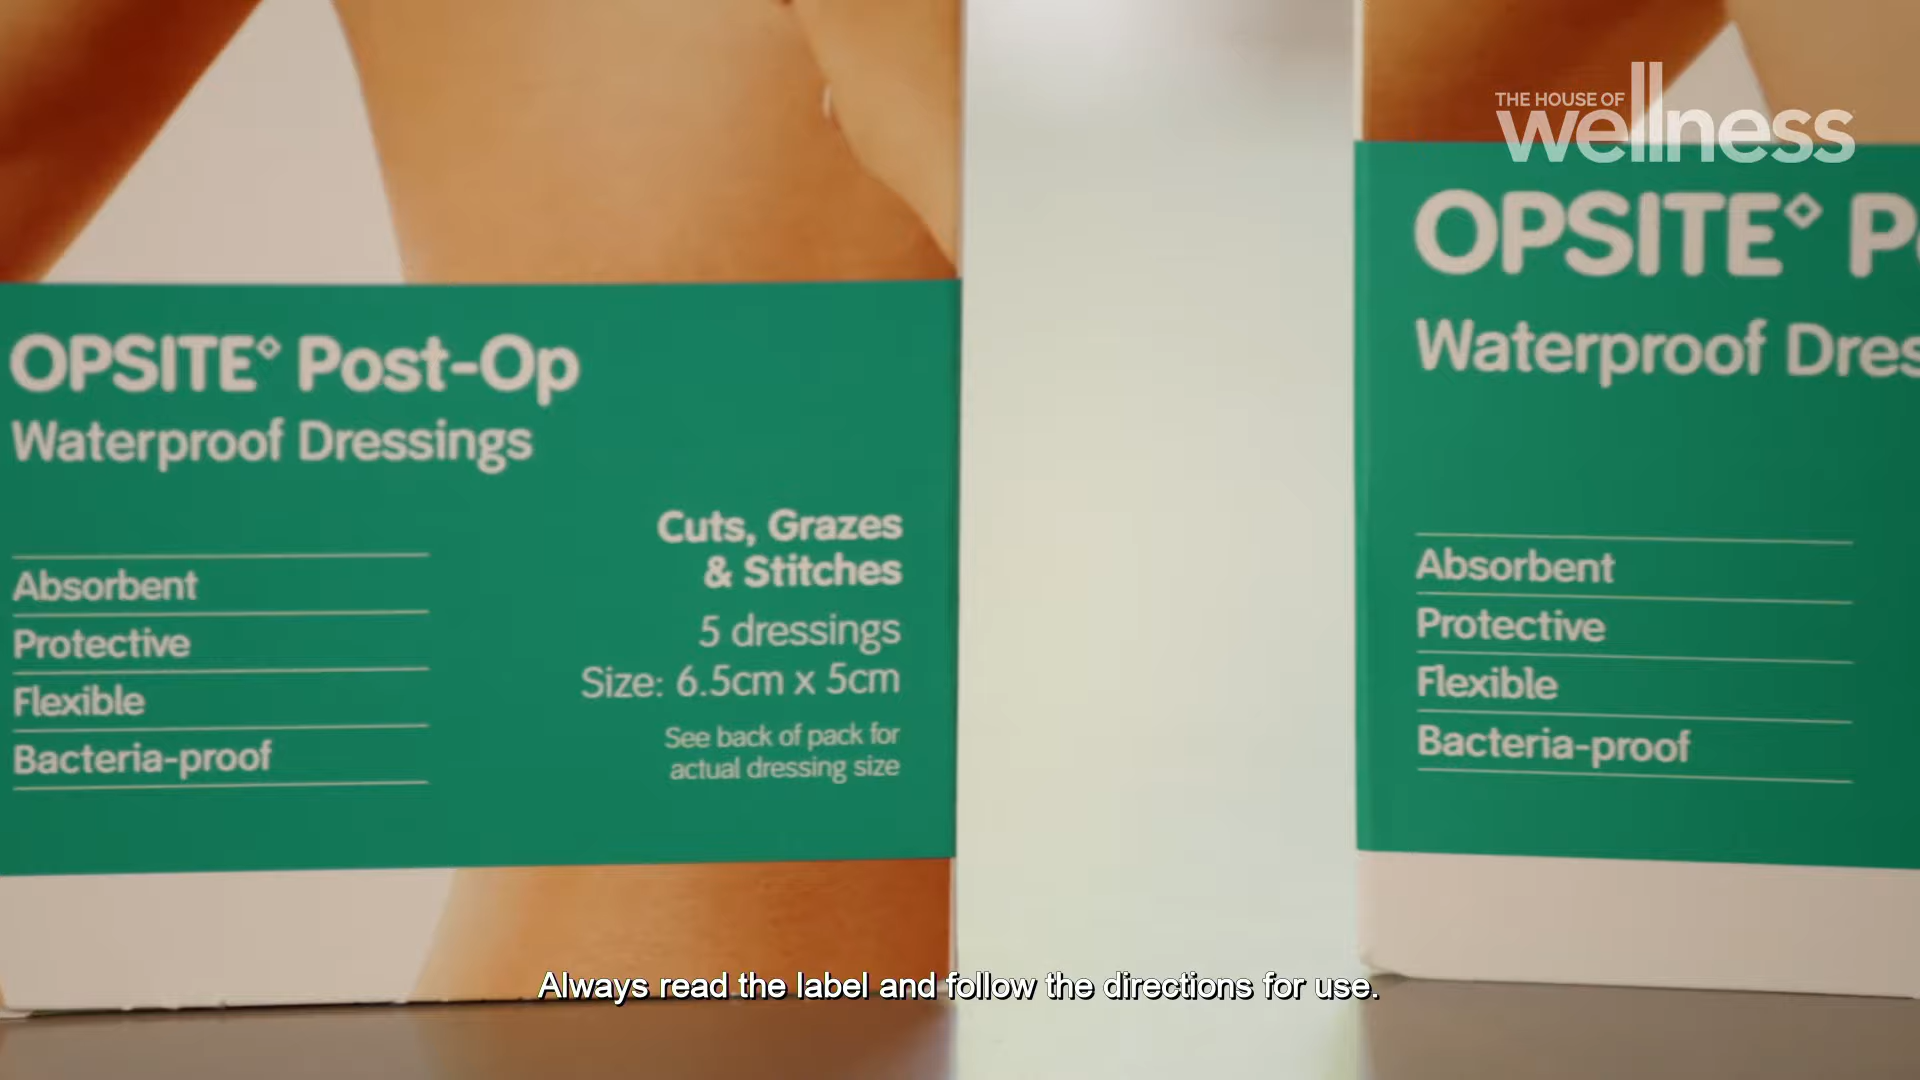 THE HOUSE OF
wellness
OPSITE◇ Post-Op
Waterproof Dressings
Absorbent
Protective
Flexible
Bacteria-proof
Cuts, Grazes
& Stitches
5 dressings
Size: 6.5cm x 5cm
See back of pack for
actual dressing size
OPSITE◇ P
Waterproof Dres
Absorbent
Protective
Flexible
Bacteria-proof
Always read the label and follow the directions for use.